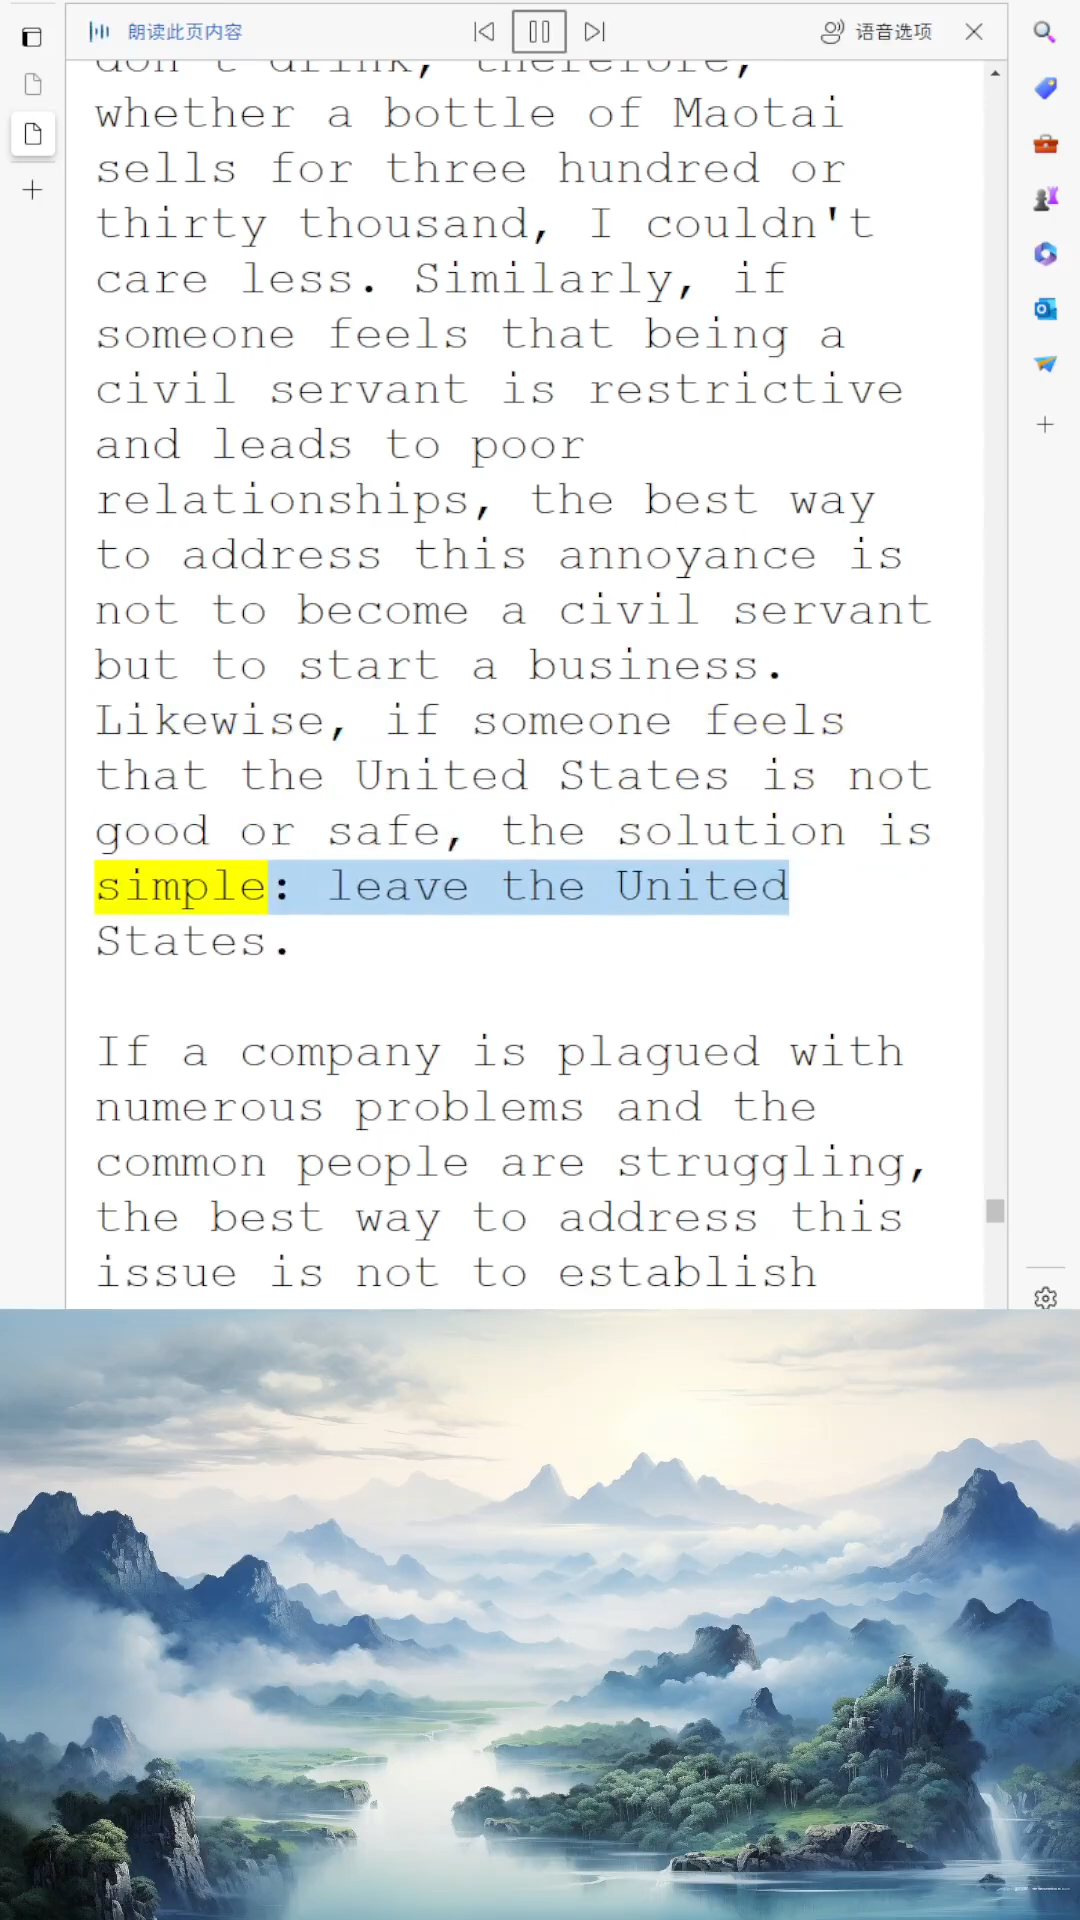 朗读此页内容
语音选项
don't drink, therefore,
whether a bottle of Maotai
sells for three hundred or
thirty thousand, I couldn't
care less. Similarly, if
someone feels that being a
civil servant is restrictive
and leads to poor
relationships, the best way
to address this annoyance is
not to become a civil servant
but to start a business.
Likewise, if someone feels
that the United States is not
good or safe, the solution is
simple: leave the United
States.
If a company is plagued with
numerous problems and the
common people are struggling,
the best way to address this
issue is not to establish